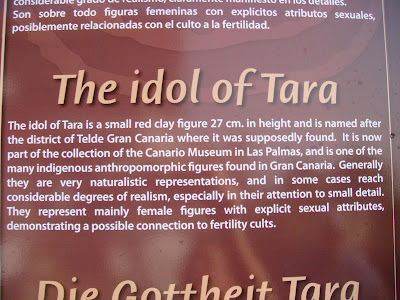 considerable grado de realismo, claramente manifiesto en los detalles.
Son sobre todo figuras femeninas con explícitos atributos sexuales,
posiblemente relacionadas con el culto a la fertilidad.
The idol of Tara
The idol of Tara is a small red clay figure 27 cm. in height and is named after
the district of Telde Gran Canaria where it was supposedly found. It is now
part of the collection of the Canario Museum in Las Palmas, and is one of the
many indigenous anthropomorphic figures found in Gran Canaria. Generally
they are very naturalistic representations, and in some cases reach
considerable degrees of realism, especially in their attention to small detail.
They represent mainly female figures with explicit sexual attributes,
demonstrating a possible connection to fertility cults.
Die Gottheit Tara